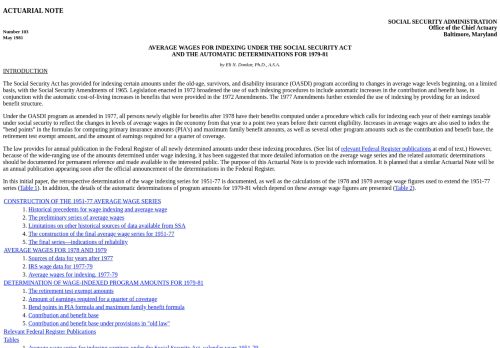 ACTUARIAL NOTE
SOCIAL SECURITY ADMINISTRATION
Number 103
Office of the Chief Actuary
May 1981
Baltimore, Maryland
AVERAGE WAGES FOR INDEXING UNDER THE SOCIAL SECURITY ACT
AND THE AUTOMATIC DETERMINATIONS FOR 1979-81
by Eli N. Donkar, Ph.D., A.S.A.
INTRODUCTION
The Social Security Act has provided for indexing certain amounts under the old-age, survivors, and disability insurance (OASDI) program according to changes in average wage levels beginning, on a limited
basis, with the Social Security Amendments of 1965. Legislation enacted in 1972 broadened the use of such indexing procedures to include automatic increases in the contribution and benefit base, in
conjunction with the automatic cost-of-living increases in benefits that were provided in the 1972 Amendments. The 1977 Amendments further extended the use of indexing by providing for an indexed
benefit structure.
Under the OASDI program as amended in 1977, all persons newly eligible for benefits after 1978 have their benefits computed under a procedure which calls for indexing each year of their earnings taxable
under social security to reflect the changes in levels of average wages in the economy from that year to a point two years before their current eligibility. Increases in average wages are also used to index the
"bend points" in the formulas for computing primary insurance amounts (PIA's) and maximum family benefit amounts, as well as several other program amounts such as the contribution and benefit base, the
retirement test exempt amount, and the amount of earnings required for a quarter of coverage.
The law provides for annual publication in the Federal Register of all newly determined amounts under these indexing procedures. (See list of relevant Federal Register publications at end of text.) However,
because of the wide-ranging use of the amounts determined under wage indexing, it has been suggested that more detailed information on the average wage series and the related automatic determinations
should be documented for permanent reference and made available to the interested public. The purpose of this Actuarial Note is to provide such information. It is planned that a similar Actuarial Note will be
an annual publication appearing soon after the official announcement of the determinations in the Federal Register.
In this initial paper, the retrospective determination of the wage indexing series for 1951-77 is documented, as well as the calculations of the 1978 and 1979 average wage figures used to extend the 1951-77
series (Table 1). In addition, the details of the automatic determinations of program amounts for 1979-81 which depend on these average wage figures are presented (Table 2).
CONSTRUCTION OF THE 1951-77 AVERAGE WAGE SERIES
1. Historical precedents for wage indexing and average wage
2. The preliminary series of average wages
3. Limitations on other historical sources of data available from SSA
4. The construction of the final average wage series for 1951-77
5. The final series—indications of reliability
AVERAGE WAGES FOR 1978 AND 1979
1. Sources of data for years after 1977
2. IRS wage data for 1977-79
3. Average wages for indexing, 1977-79
DETERMINATION OF WAGE-INDEXED PROGRAM AMOUNTS FOR 1979-81
1. The retirement test exempt amounts
2. Amount of earnings required for a quarter of coverage
3. Bend points in PIA formula and maximum family benefit formula
4. Contribution and benefit base
5. Contribution and benefit base under provisions in "old law"
Relevant Federal Register Publications
Tables